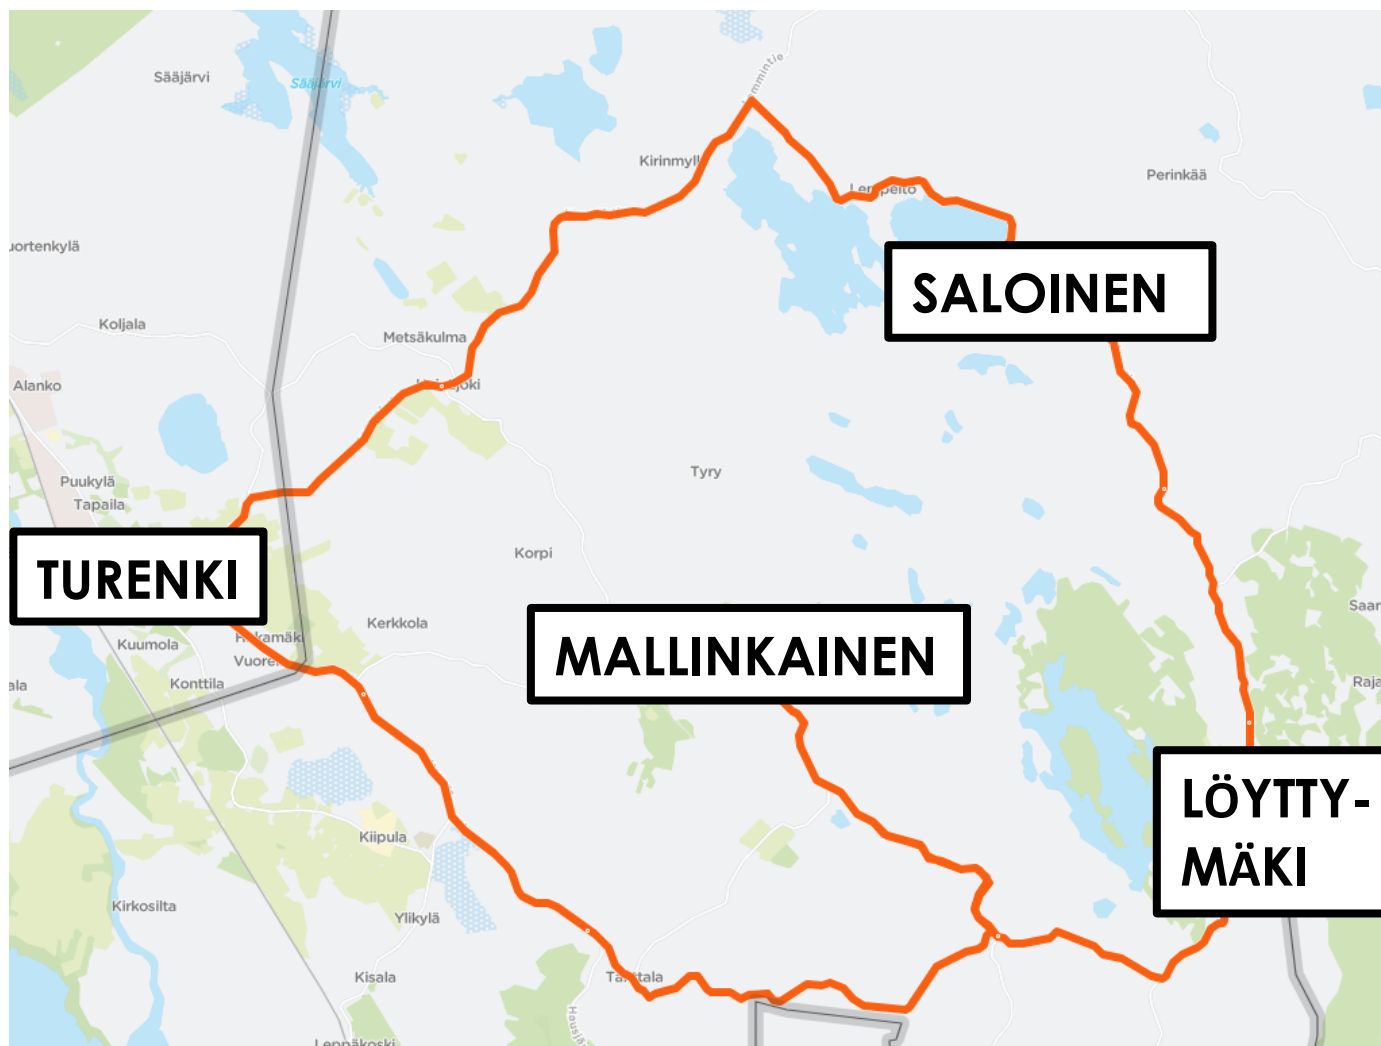 Sääjärvi
Sääjärvi
Kirinmyll
Perinkää
SALOINEN
Koljala
Metsäkulma
Alanko
Tyry
Puukylä
Tapaila
TURENKI
Korpi
Saar
Kerkkola
Kuumola
MALLINKAINEN
Konttila
Raja
LÖYTTY-
MÄKI
Kiipula
Kirkosilta
Ylikylä
Kisala
Leppäkoski